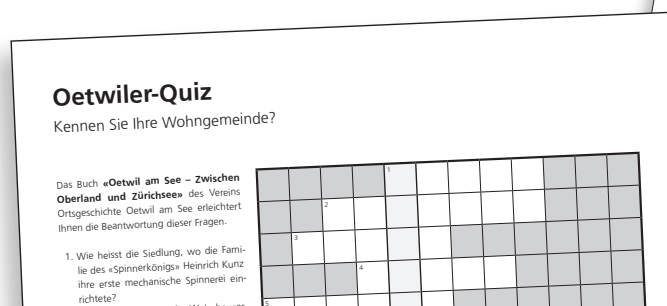 Oetwiler-Quiz
Kennen Sie Ihre Wohngemeinde?
Das Buch «Oetwil am See – Zwischen
Oberland und Zürichsee» des Vereins
Ortsgeschichte Oetwil am See erleichtert
Ihnen die Beantwortung dieser Fragen.
1. Wie heisst die Siedlung, wo die Fami-
lie des «Spinnerkönigs» Heinrich Kunz
ihre erste mechanische Spinnerei ein-
richtete?
1
2
3
4
5